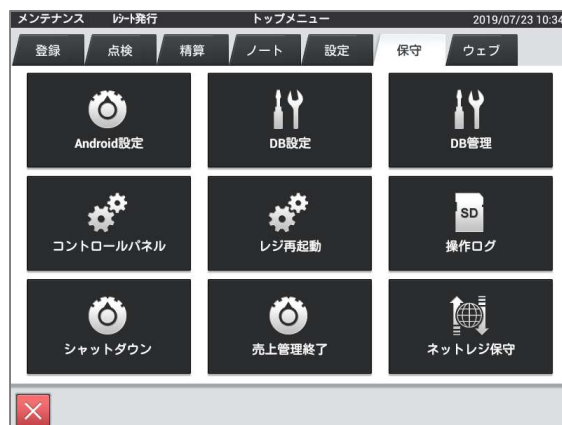 メンテナンス レシート発行 トップメニュー 2019/07/23 10:34
登録 点検 精算 ノート 設定 保守 ウェブ
Android設定 DB設定 DB管理
SD
コントロールパネル レジ再起動 操作ログ
シャットダウン 売上管理終了 ネットレジ保守